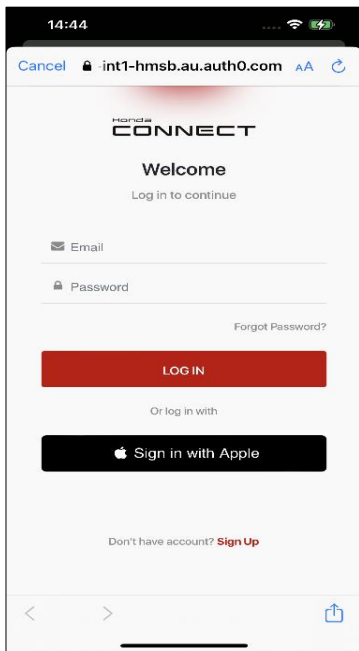 14:44
Cancel -int1-hmsb.au.auth0.com AA
Honda
CONNECT
Welcome
Log in to continue
Email
Password
Forgot Password?
LOG IN
Or log in with
Sign in with Apple
Don't have account? Sign Up